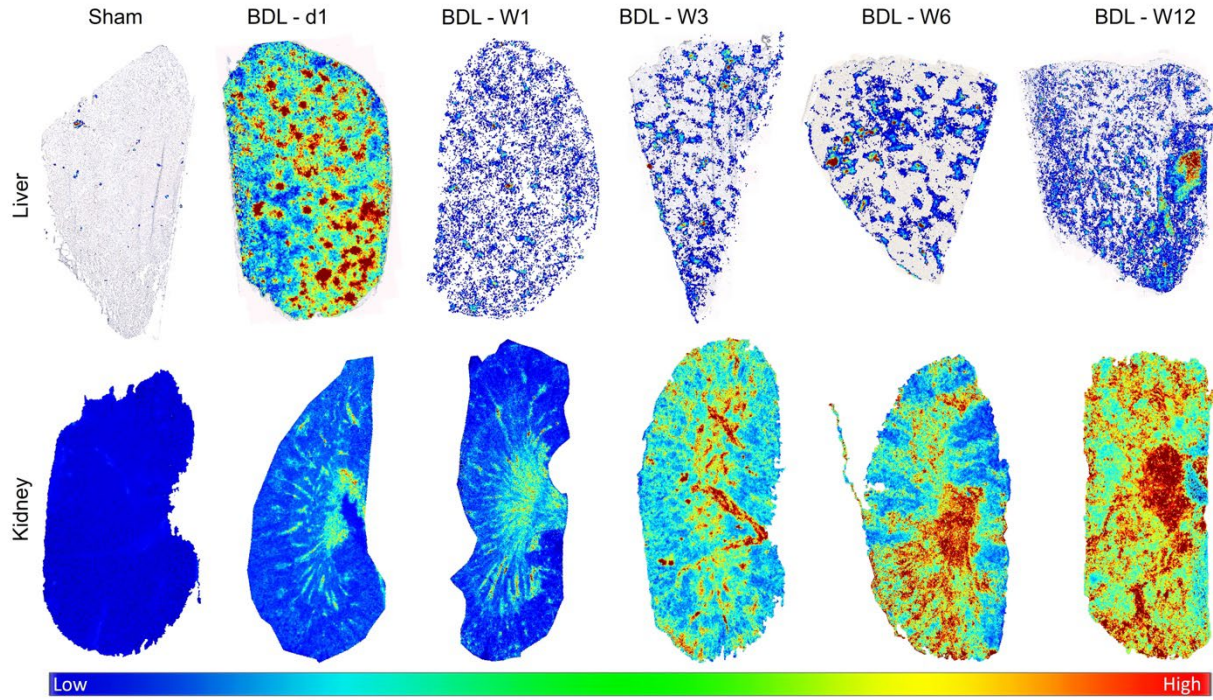 Sham BDL - d1 BDL - W1 BDL - W3 BDL - W6 BDL - W12
Liver
Kidney
Low High